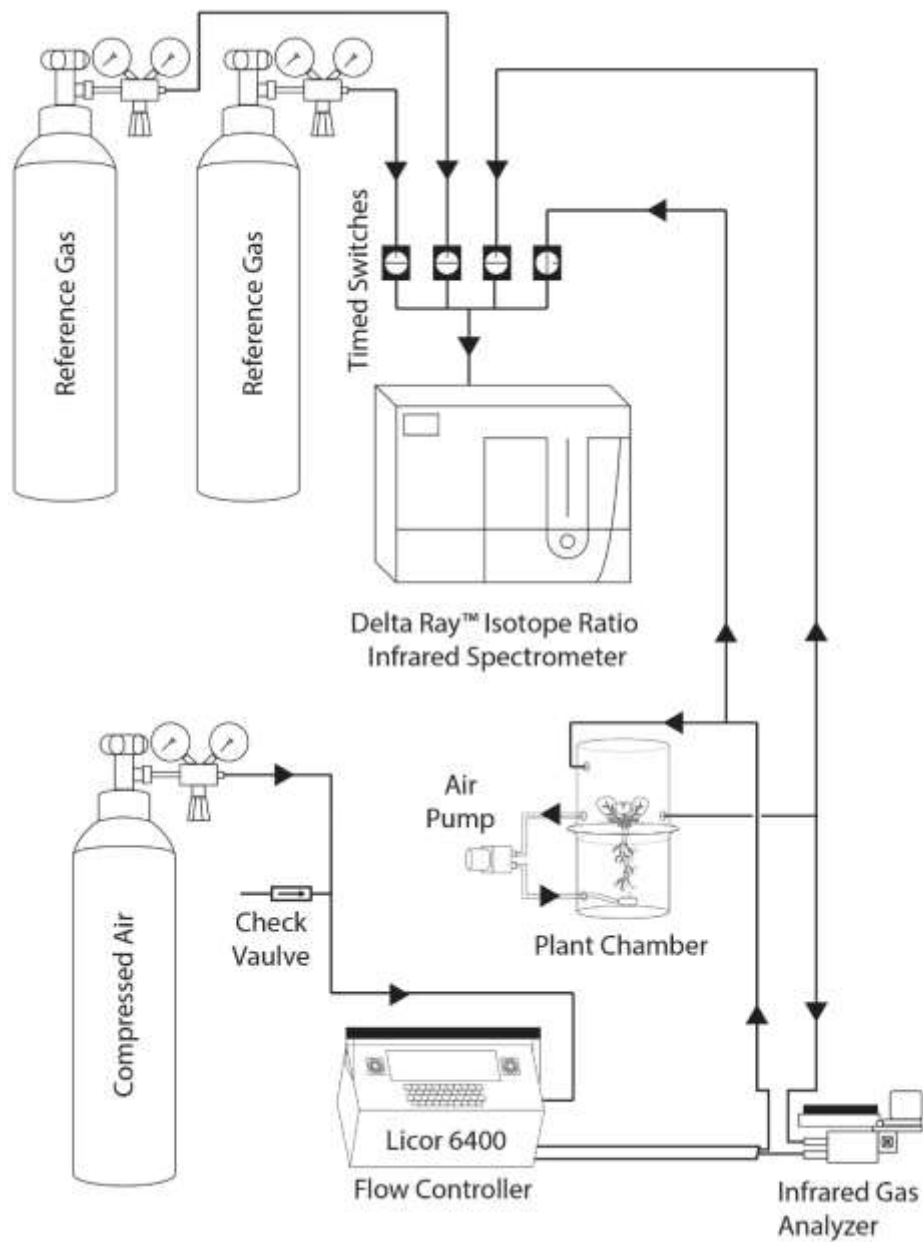 Reference Gas
Reference Gas
Timed Switches
Delta Ray™ Isotope Ratio
Infrared Spectrometer
Compressed Air
Air
Pump
Check
Vaulve
Plant Chamber
Licor 6400
Flow Controller
Infrared Gas
Analyzer